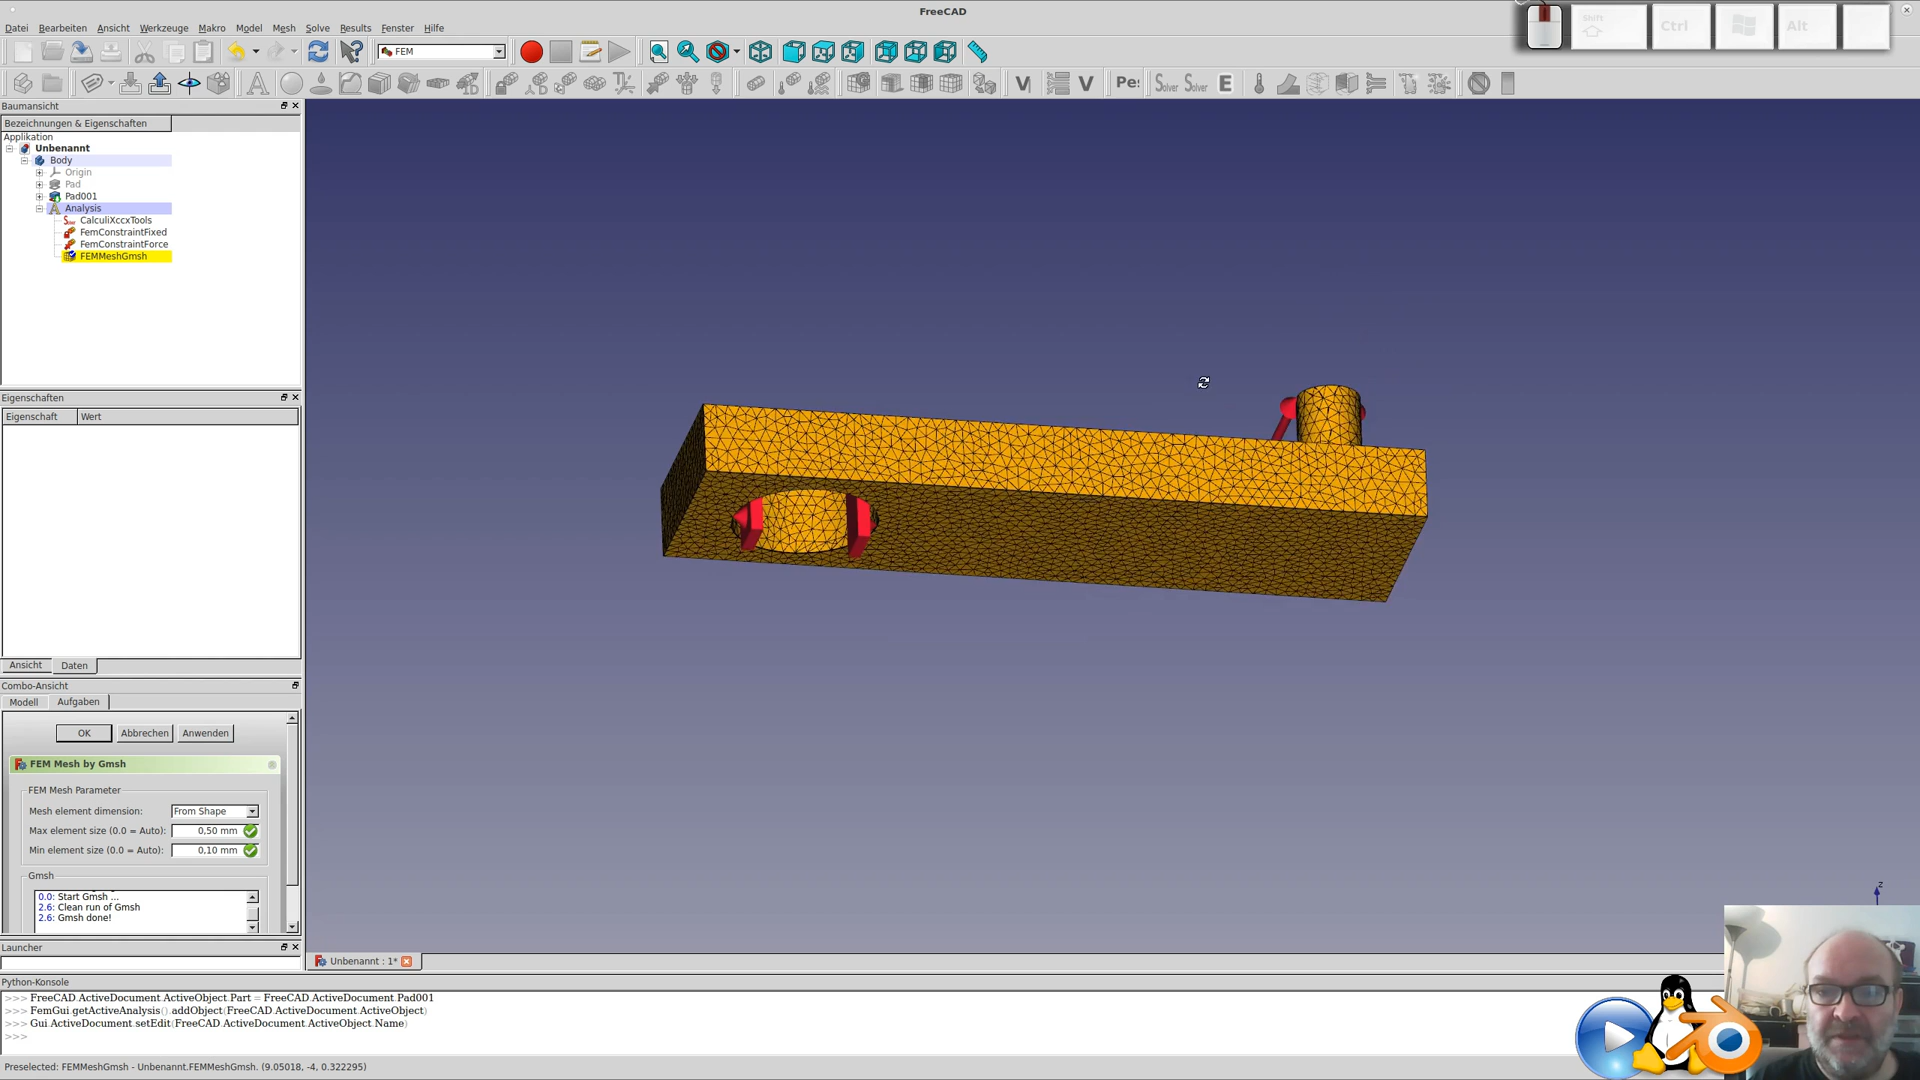 FreeCAD
Datei Bearbeiten Ansicht Werkzeuge Makro Model Mesh Solve Results Fenster Hilfe
Shift Ctrl Alt
FEM
V V Pe: Solver Solver E
Baumansicht
Bezeichnungen & Eigenschaften
Applikation
Unbenannt
Body
Origin
Pad
Pad001
Analysis
CalculiXccxTools
FemConstraintFixed
FemConstraintForce
FEMMeshGmsh
Eigenschaften
Eigenschaft Wert
Ansicht Daten
Combo-Ansicht
Modell Aufgaben
OK Abbrechen Anwenden
FEM Mesh by Gmsh
FEM Mesh Parameter
Mesh element dimension: From Shape
Max element size (0.0 = Auto): 0,50 mm
Min element size (0.0 = Auto): 0,10 mm
Gmsh
0.0: Start Gmsh ...
2.6: Clean run of Gmsh
2.6: Gmsh done!
Launcher
z
Unbenannt : 1*
Python-Konsole
>>> FreeCAD.ActiveDocument.ActiveObject.Part = FreeCAD.ActiveDocument.Pad001
>>> FemGui.getActiveAnalysis().addObject(FreeCAD.ActiveDocument.ActiveObject)
>>> Gui.ActiveDocument.setEdit(FreeCAD.ActiveDocument.ActiveObject.Name)
>>>
Preselected: FEMMeshGmsh - Unbenannt.FEMMeshGmsh. (9.05018, -4, 0.322295)